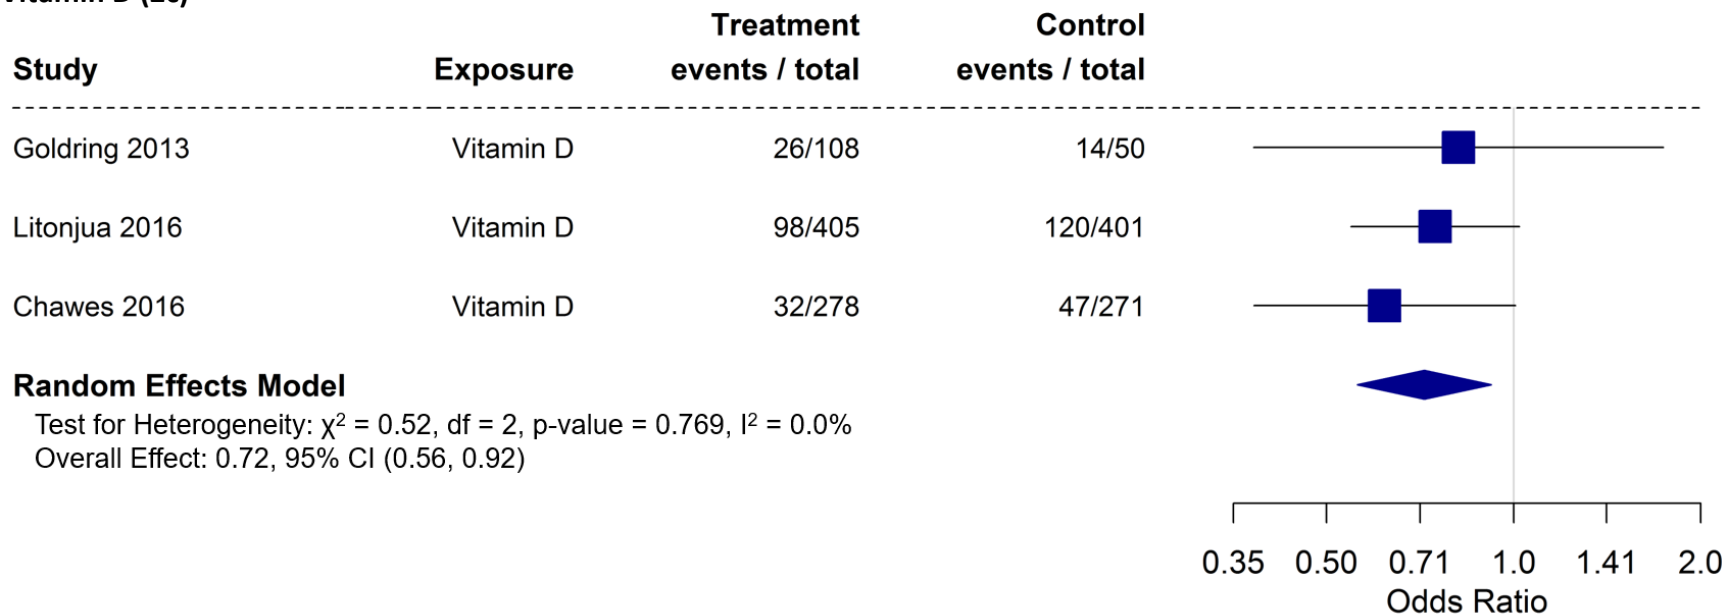 Treatment Control
Study Exposure events / total events / total
Goldring 2013 Vitamin D 26/108 14/50
Litonjua 2016 Vitamin D 98/405 120/401
Chawes 2016 Vitamin D 32/278 47/271
Random Effects Model
Test for Heterogeneity: χ² = 0.52, df = 2, p-value = 0.769, I² = 0.0%
Overall Effect: 0.72, 95% CI (0.56, 0.92)
0.35 0.50 0.71 1.0 1.41 2.0
Odds Ratio